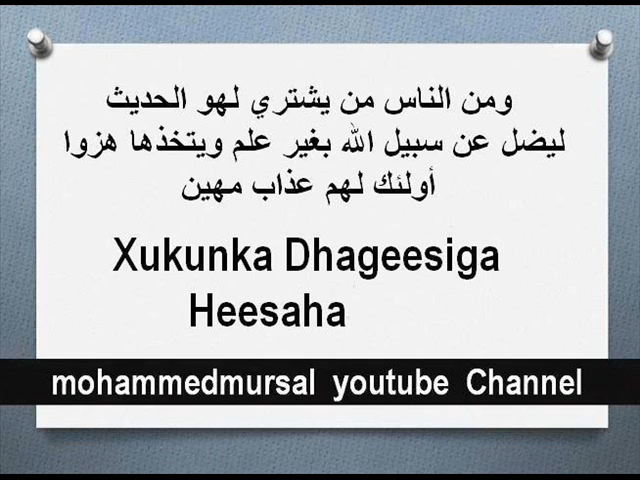 ومن الناس من يشتري لهو الحديث
ليضل عن سبيل الله بغير علم ويتخذها هزوا
أولئك لهم عذاب مهين
Xukunka Dhageesiga
Heesaha
mohammedmursal youtube Channel